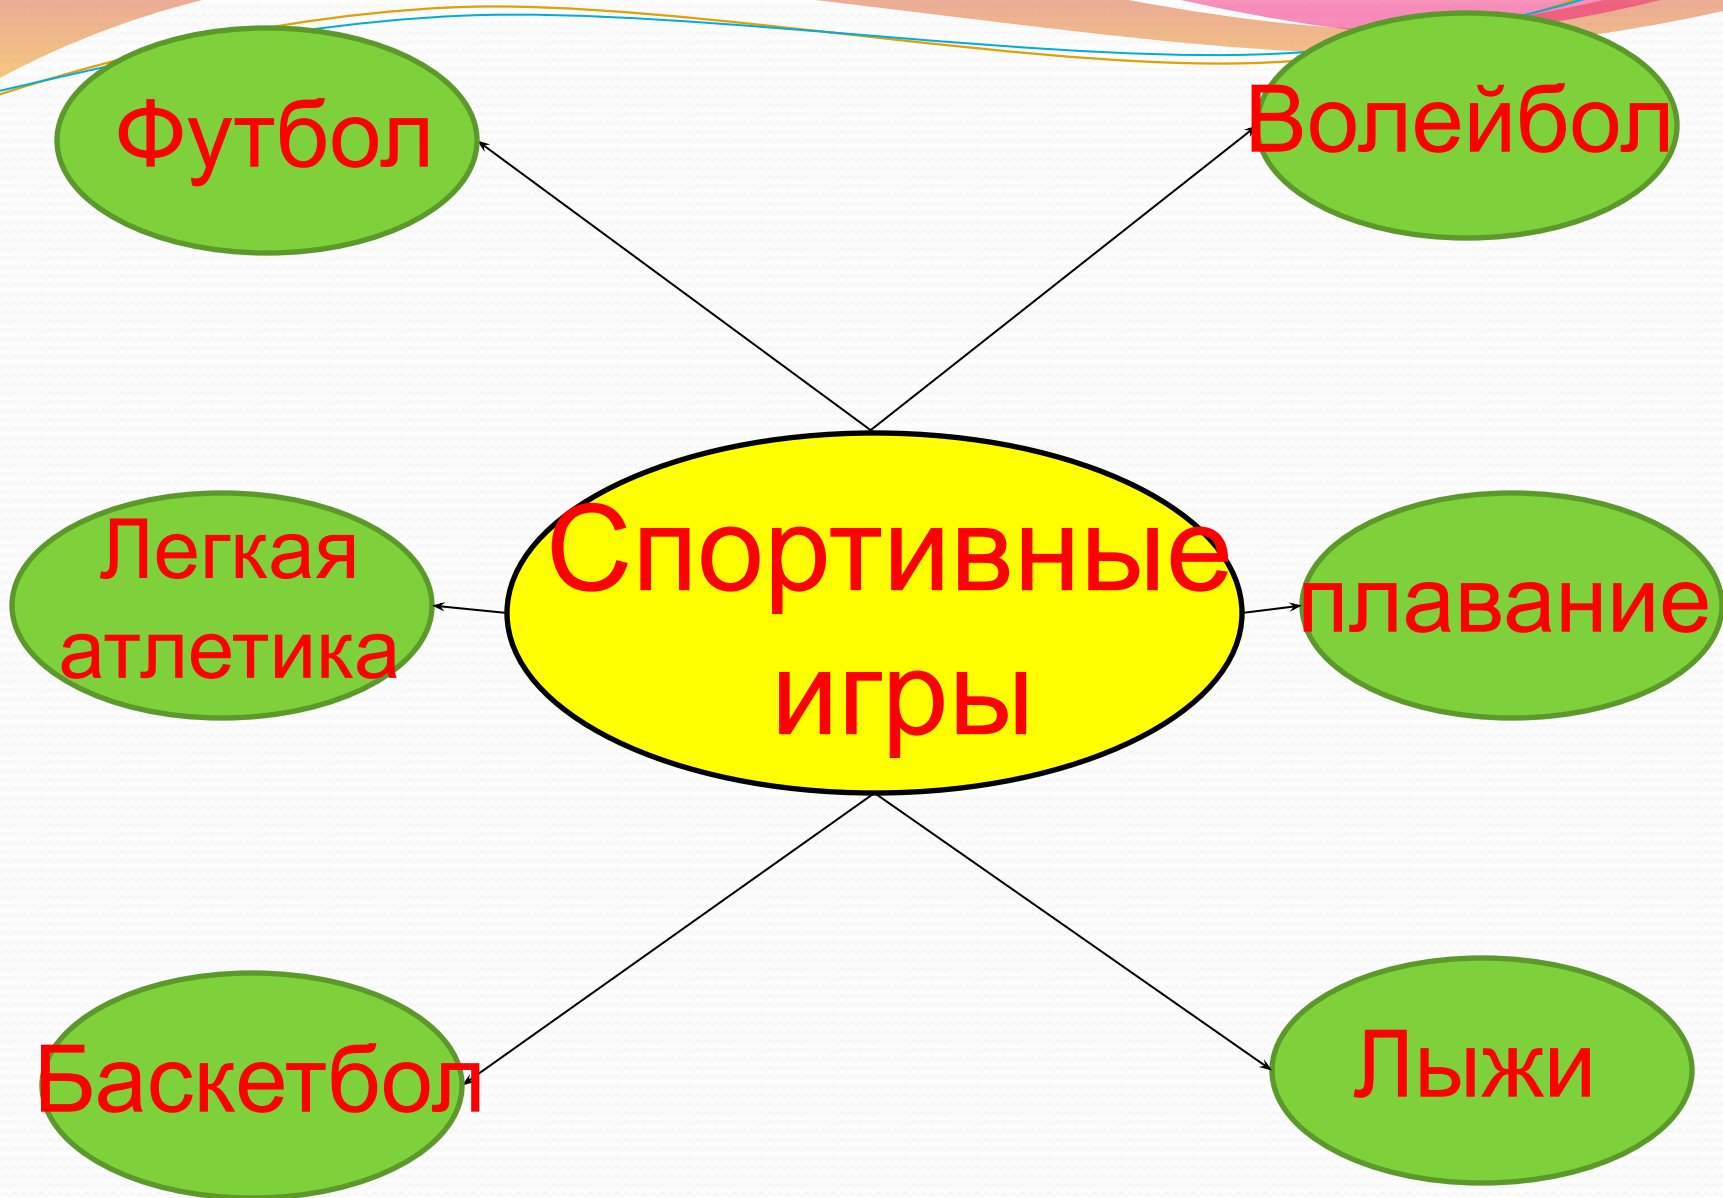 Футбол
Волейбол
Легкая
атлетика
Спортивные
игры
плавание
Баскетбол
Лыжи